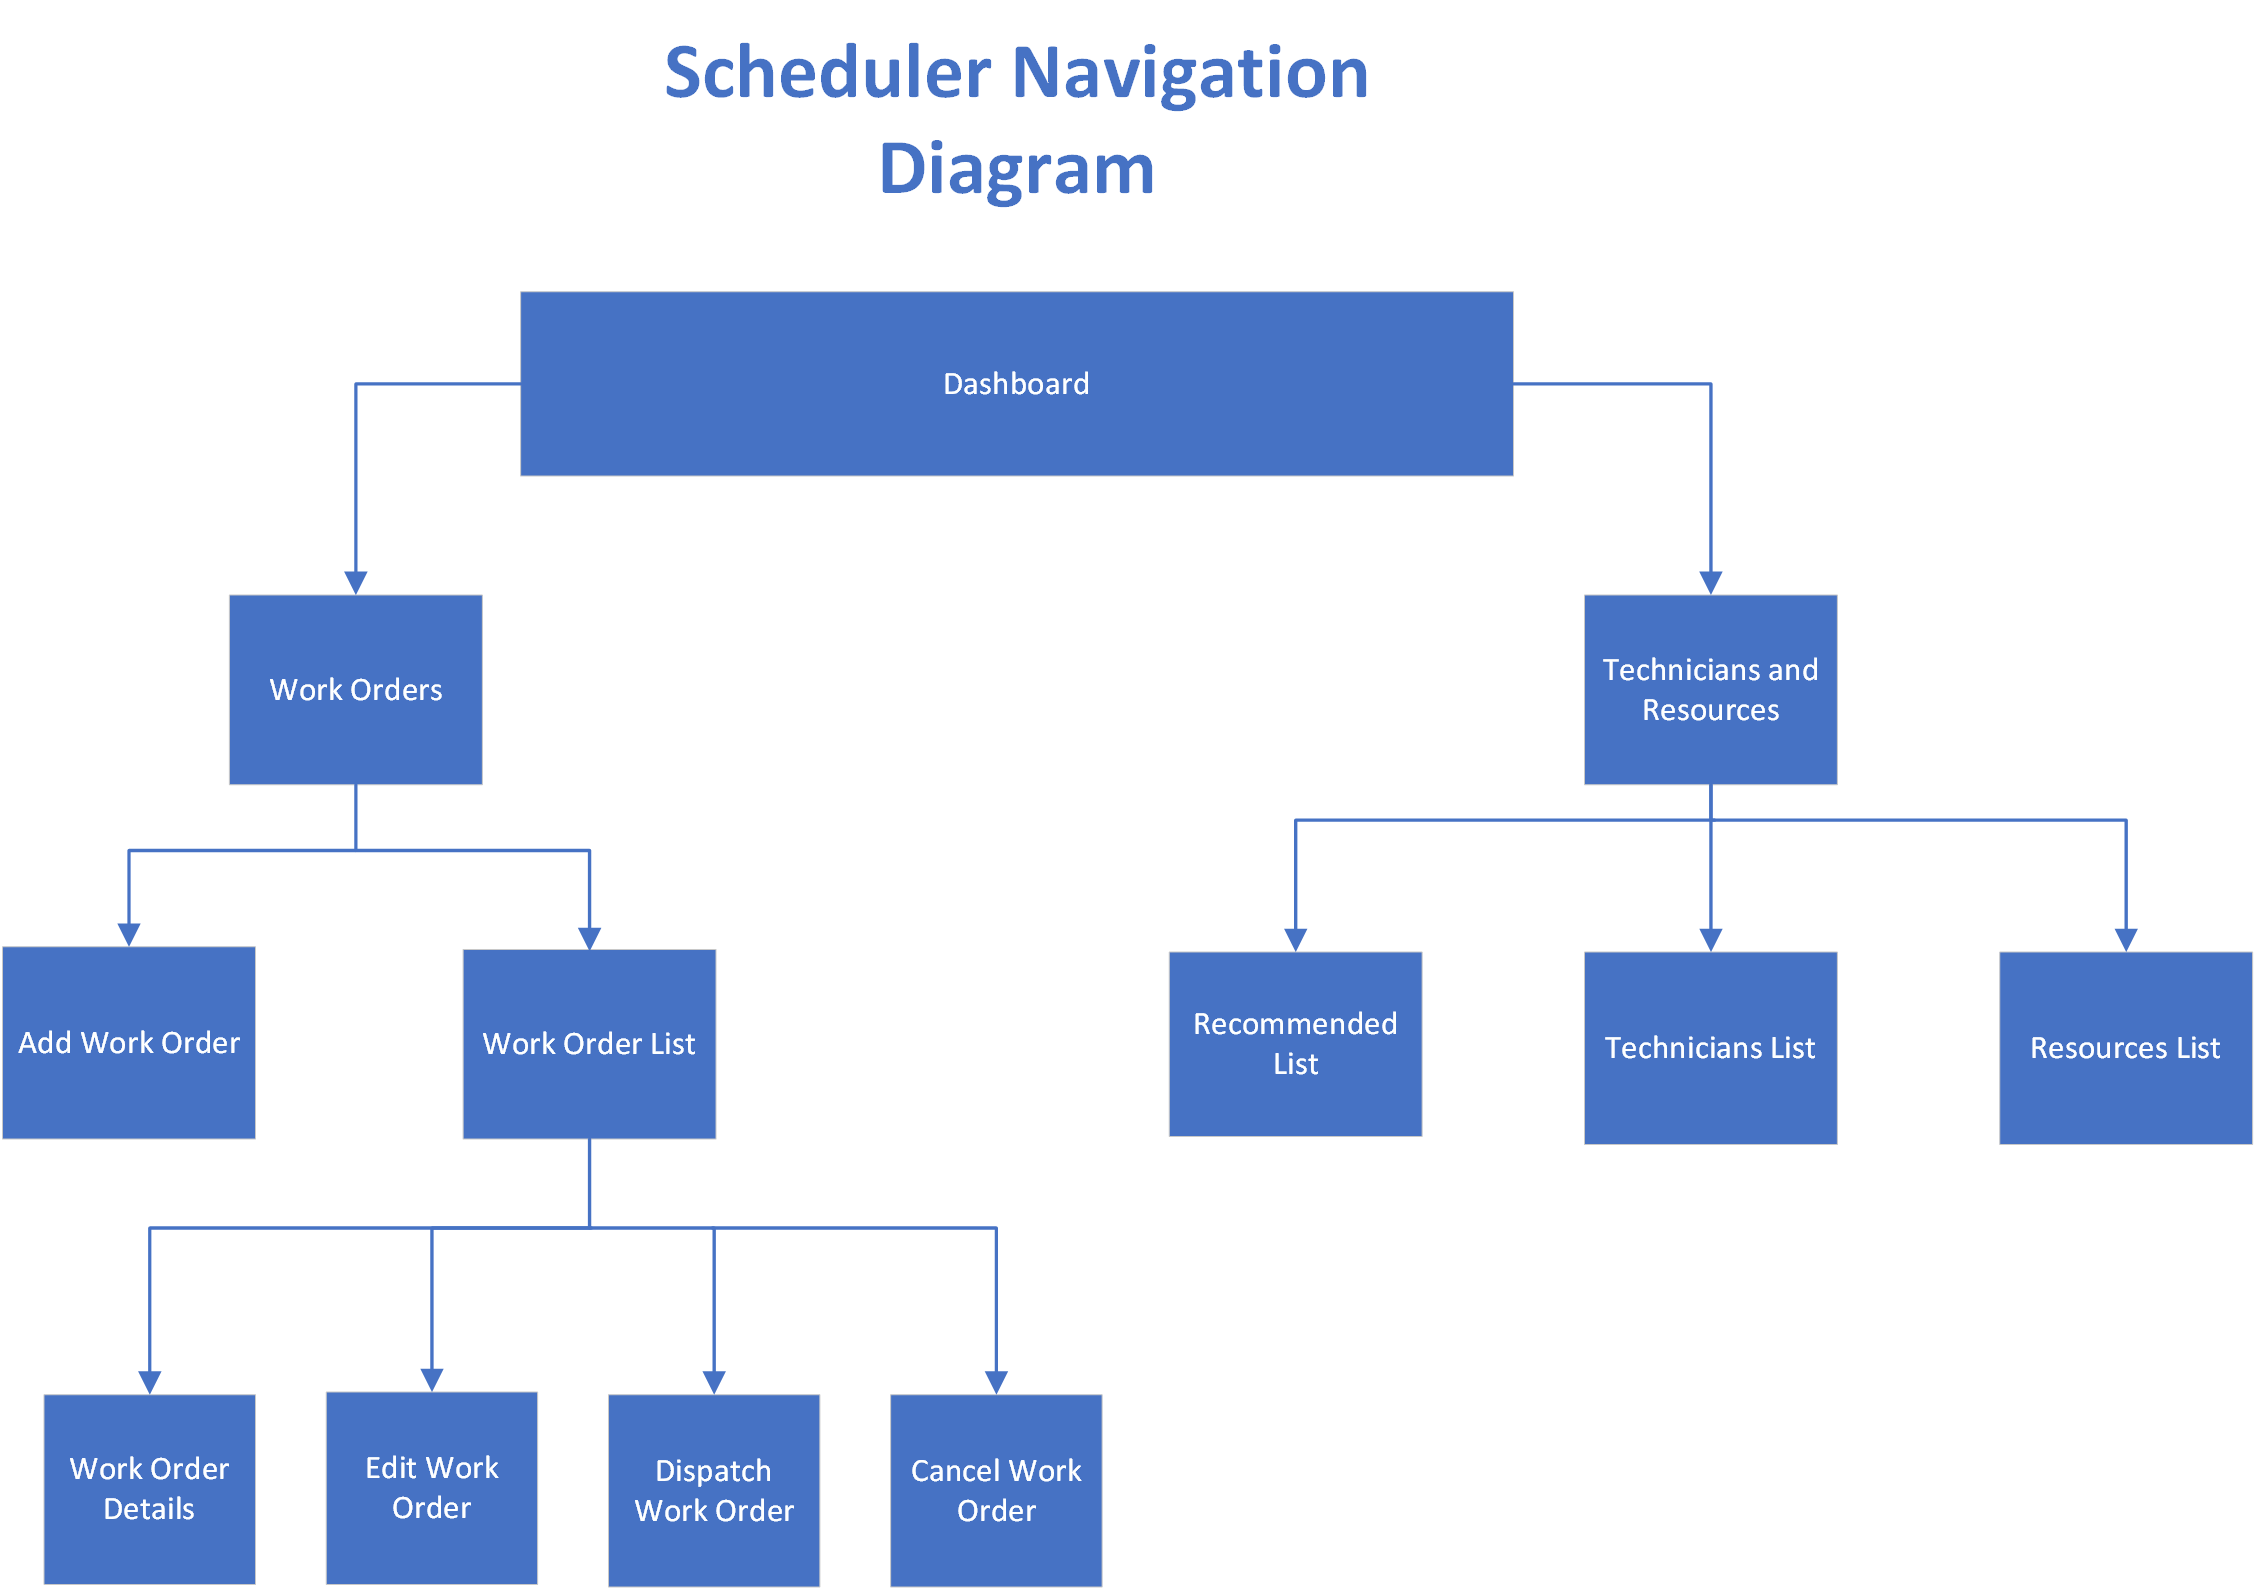 Scheduler Navigation
Diagram
Dashboard
Work Orders
Technicians and
Resources
Add Work Order
Work Order List
Recommended
List
Technicians List
Resources List
Work Order
Details
Edit Work
Order
Dispatch
Work Order
Cancel Work
Order